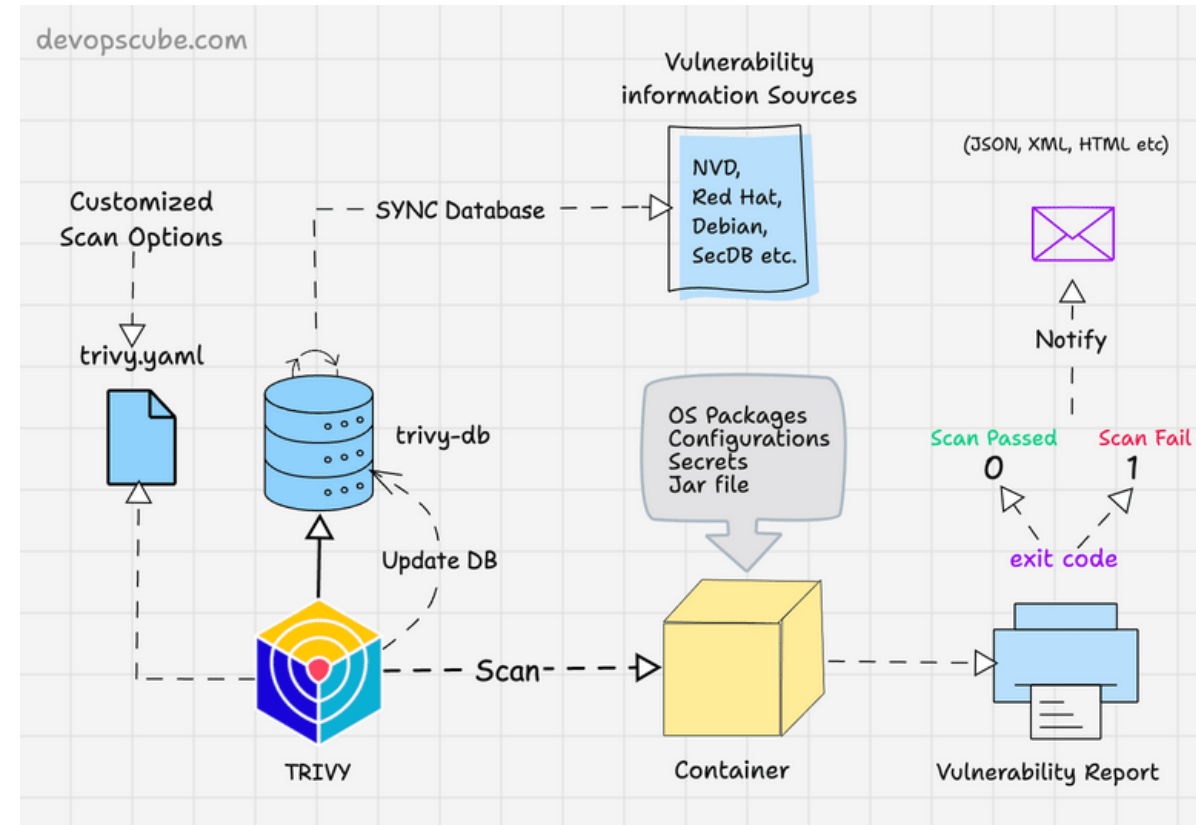 devopscube.com
Vulnerability
information Sources
(JSON, XML, HTML etc)
NVD,
Red Hat,
Debian,
SecDB etc.
Customized
Scan Options
SYNC Database
trivy.yaml
Notify
OS Packages
Configurations
Secrets
Jar file
trivy-db
Scan Passed
0
Scan Fail
1
Update DB
exit code
Scan
TRIVY
Container
Vulnerability Report